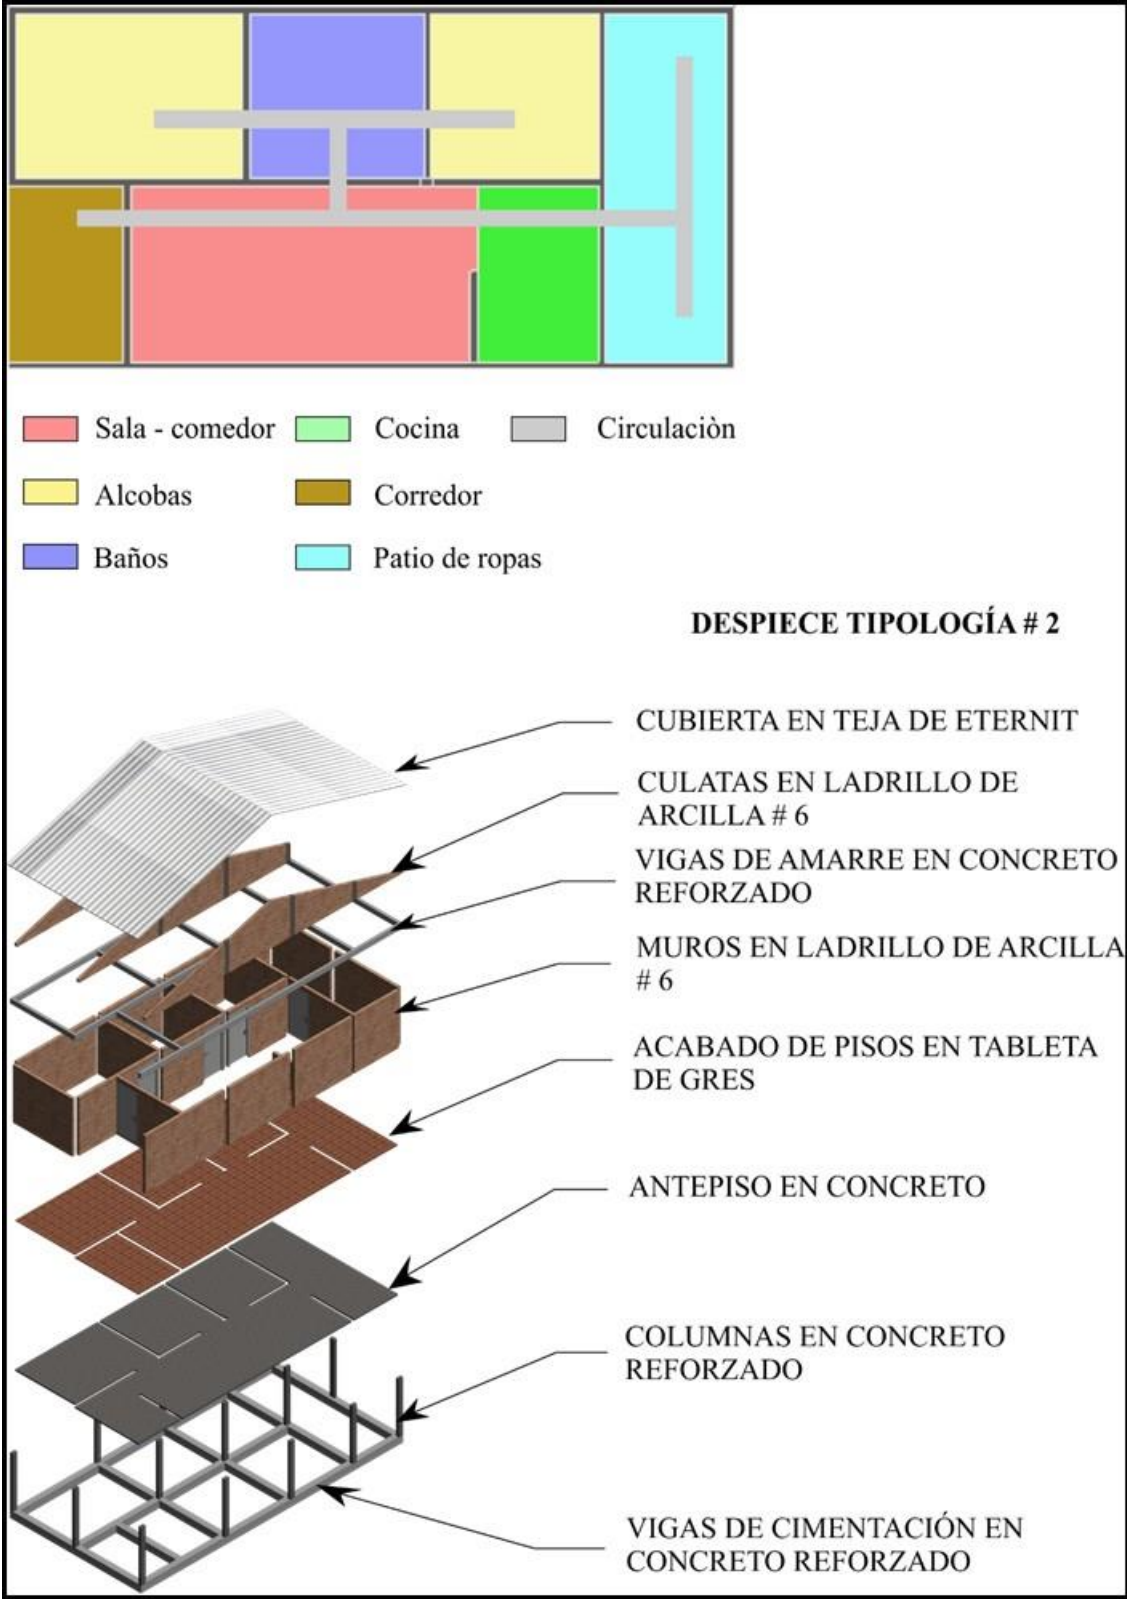 Sala - comedor
Cocina
Circulaciòn
Alcobas
Corredor
Baños
Patio de ropas
DESPIECE TIPOLOGÍA # 2
CUBIERTA EN TEJA DE ETERNIT
CULATAS EN LADRILLO DE
ARCILLA # 6
VIGAS DE AMARRE EN CONCRETO
REFORZADO
MUROS EN LADRILLO DE ARCILLA
# 6
ACABADO DE PISOS EN TABLETA
DE GRES
ANTEPISO EN CONCRETO
COLUMNAS EN CONCRETO
REFORZADO
VIGAS DE CIMENTACIÓN EN
CONCRETO REFORZADO